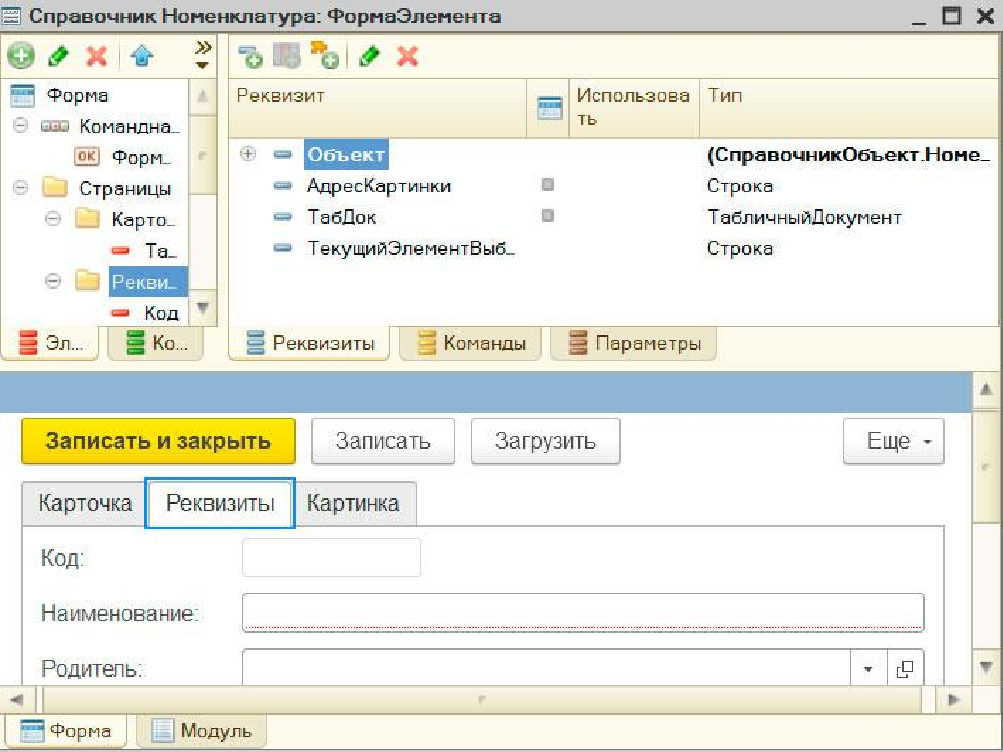 Справочник Номенклатура: ФормаЭлемента
Форма
Командна...
OK Форм...
Страницы
Карто...
Та...
Рекви...
Код
Эл...
Ко...
Реквизит
Использова
ть
Тип
Объект
(СправочникОбъект.Номе...
АдресКартинки
Строка
ТабДок
ТабличныйДокумент
ТекущийЭлементВыб...
Строка
Реквизиты
Команды
Параметры
Записать и закрыть
Записать
Загрузить
Еще
Карточка
Реквизиты
Картинка
Код:
Наименование:
Родитель:
Форма
Модуль